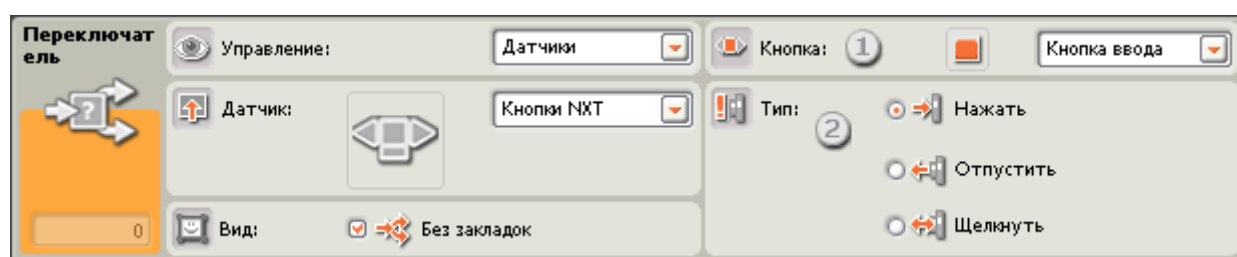 Переключат
ель
0
Управление:
Датчики
Датчик:
Кнопки NXT
Вид:
Без закладок
Кнопка:
1
Кнопка ввода
Тип:
2
Нажать
Отпустить
Щелкнуть